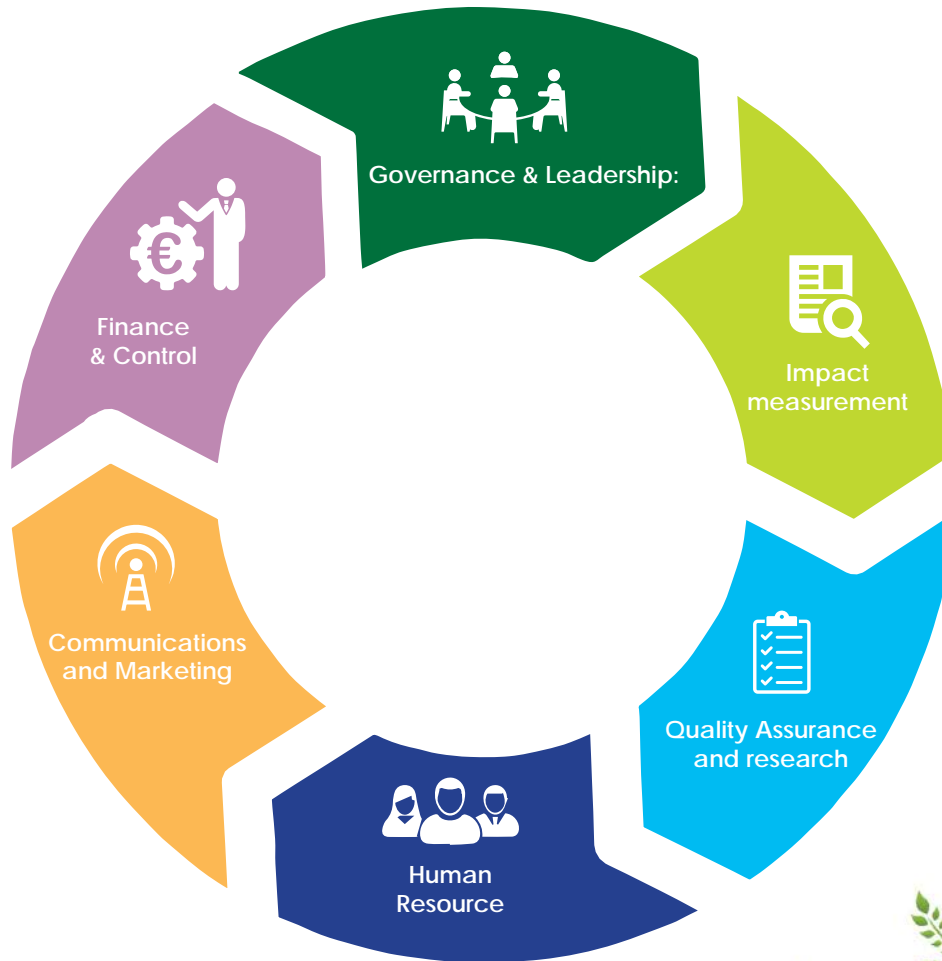 Governance & Leadership:
Impact
measurement
Quality Assurance
and research
Human
Resource
Communications
and Marketing
€
Finance
& Control